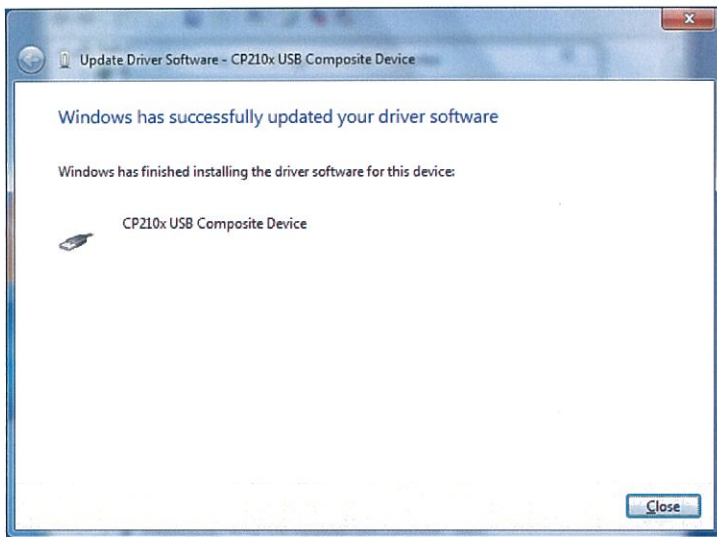 Update Driver Software - CP210x USB Composite Device
Windows has successfully updated your driver software
Windows has finished installing the driver software for this device:
CP210x USB Composite Device
Close